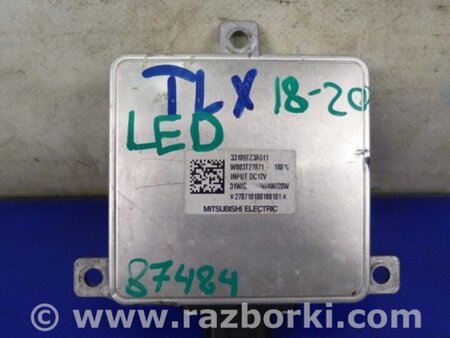 TLX 18-20
LED
33109TZ3A511
W003T27871
INPUT DC12V
MITSUBISHI ELECTRIC
87484
© www.razborki.com